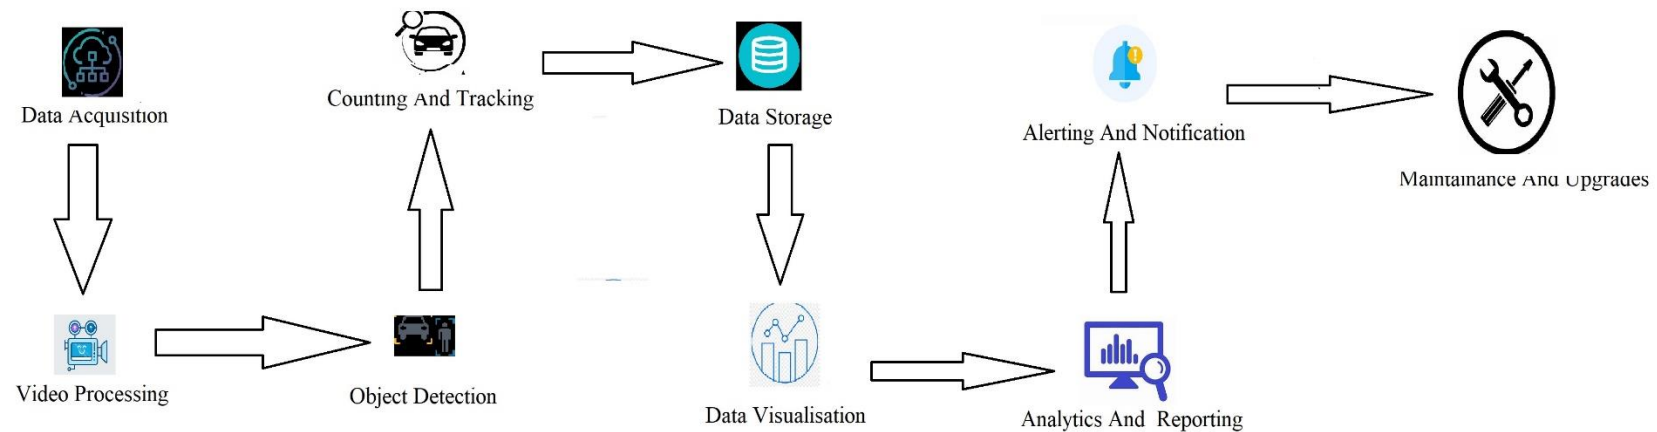 Data Acquisition
Video Processing
Object Detection
Counting And Tracking
Data Storage
Data Visualisation
Analytics And Reporting
Alerting And Notification
Maintainance And Upgrades